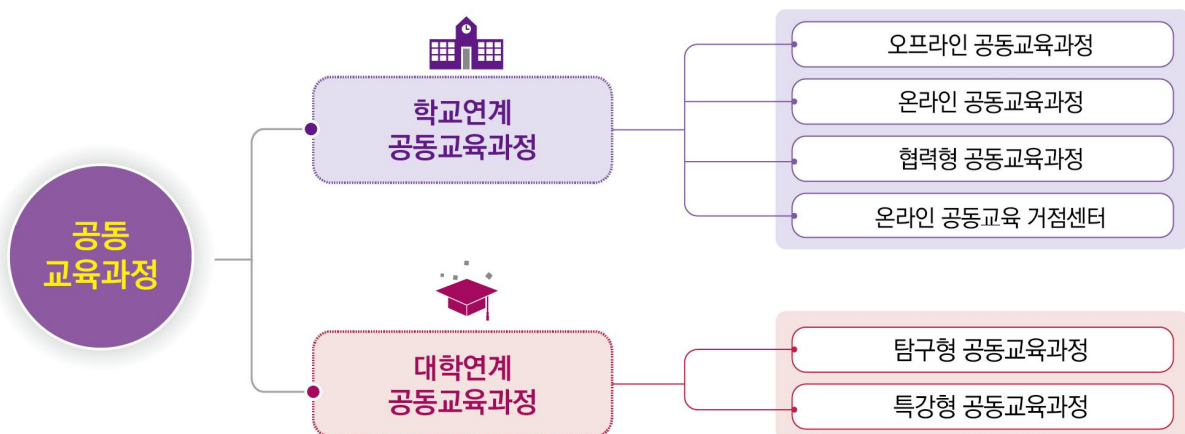 공동
교육과정
학교연계
공동교육과정
오프라인 공동교육과정
온라인 공동교육과정
협력형 공동교육과정
온라인 공동교육 거점센터
대학연계
공동교육과정
탐구형 공동교육과정
특강형 공동교육과정